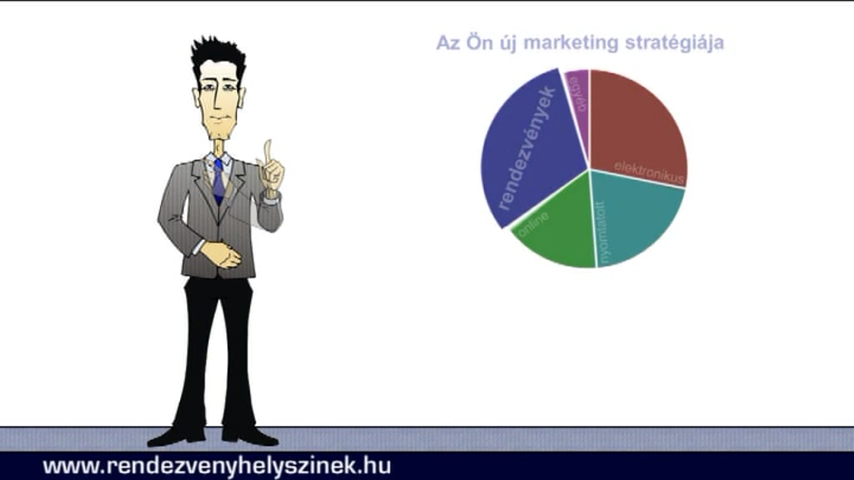 Az Ön új marketing stratégiája
egyéb
rendezvények
elektronikus
online
nyomtatott
www.rendezvenyhelyszinek.hu